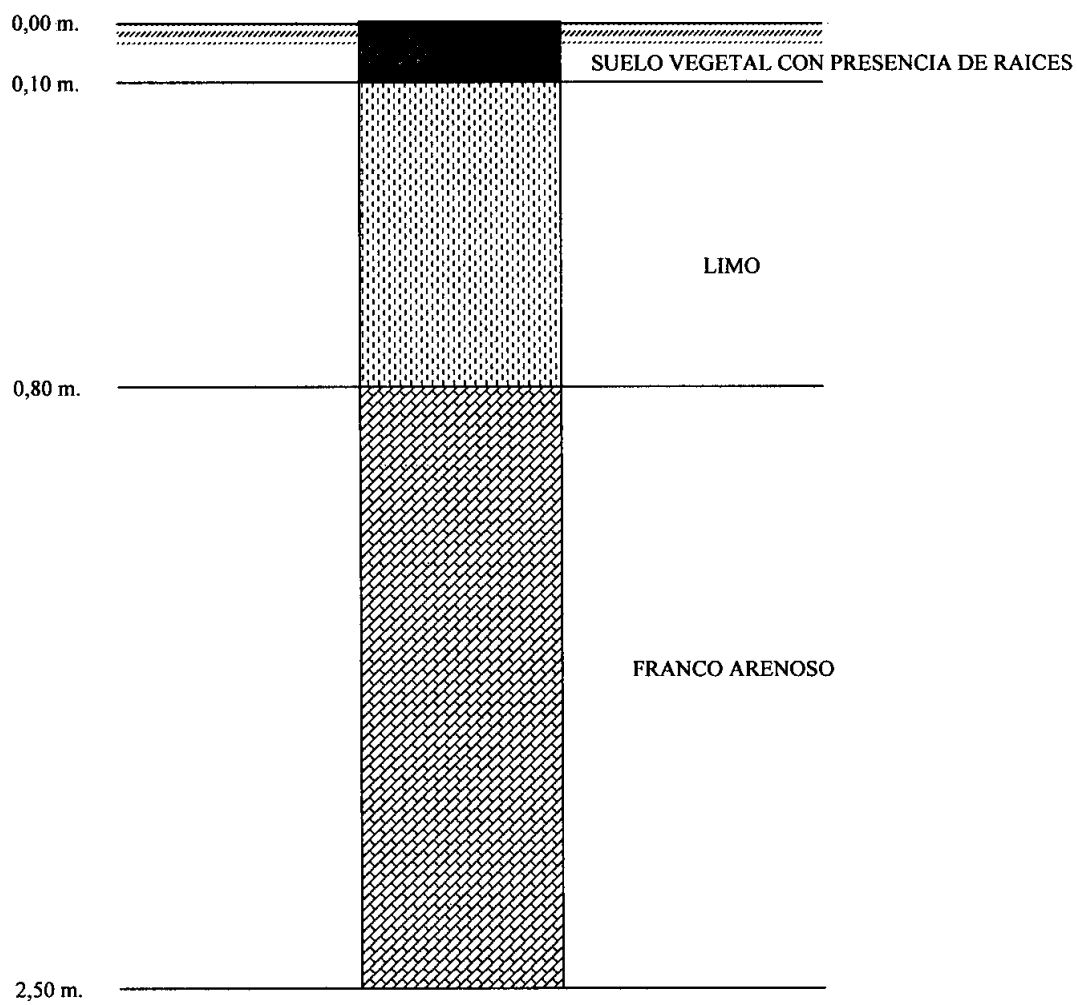 0,00 m.
SUELO VEGETAL CON PRESENCIA DE RAICES
0,10 m.
LIMO
0,80 m.
FRANCO ARENOSO
2,50 m.